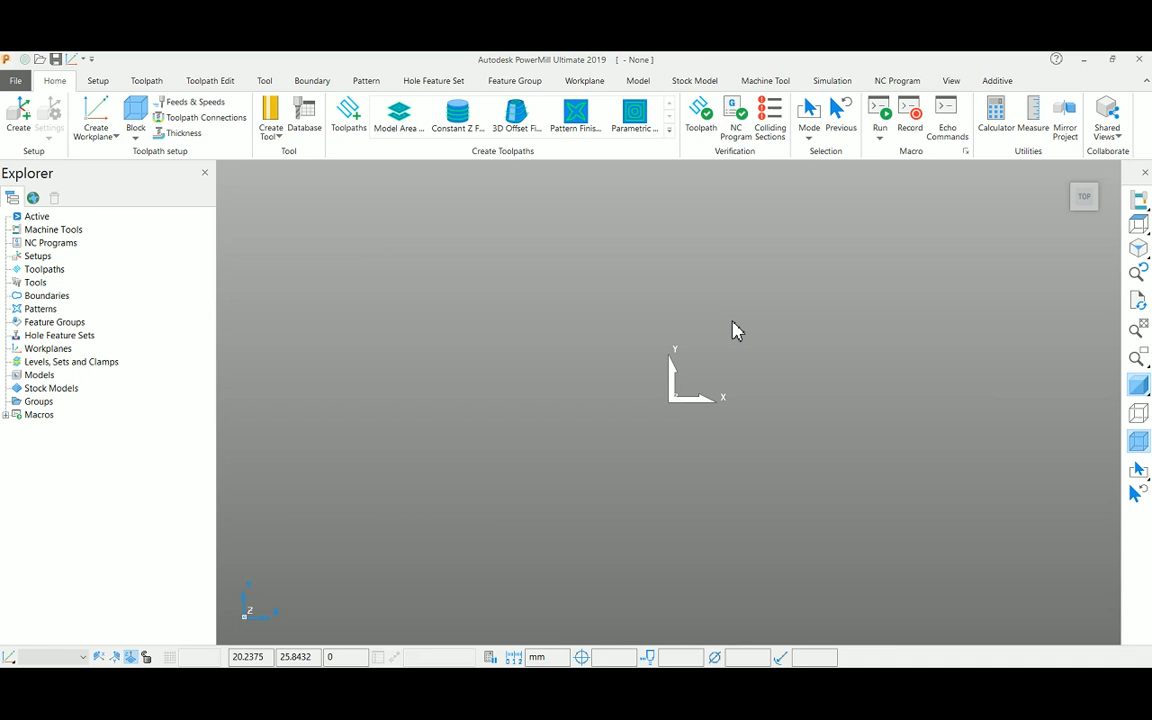 Autodesk PowerMill Ultimate 2019 [ - None ]
File Home Setup Toolpath Toolpath Edit Tool Boundary Pattern Hole Feature Set Feature Group Workplane Model Stock Model Machine Tool Simulation NC Program View Additive
Create
Settings
Setup
Create
Workplane
Block
Feeds & Speeds
Toolpath Connections
Thickness
Toolpath setup
Create
Tool
Database
Tool
Toolpaths
Model Area ...
Constant Z F...
3D Offset Fi...
Pattern Finis...
Parametric ...
Create Toolpaths
Toolpath
NC
Program
Colliding
Sections
Verification
Mode
Previous
Selection
Run
Record
Echo
Commands
Macro
Calculator
Measure
Mirror
Project
Utilities
Shared
Views
Collaborate
Explorer
Active
Machine Tools
NC Programs
Setups
Toolpaths
Tools
Boundaries
Patterns
Feature Groups
Hole Feature Sets
Workplanes
Levels, Sets and Clamps
Models
Stock Models
Groups
Macros
TOP
Y
X
Z
20.2375 25.8432 0
mm